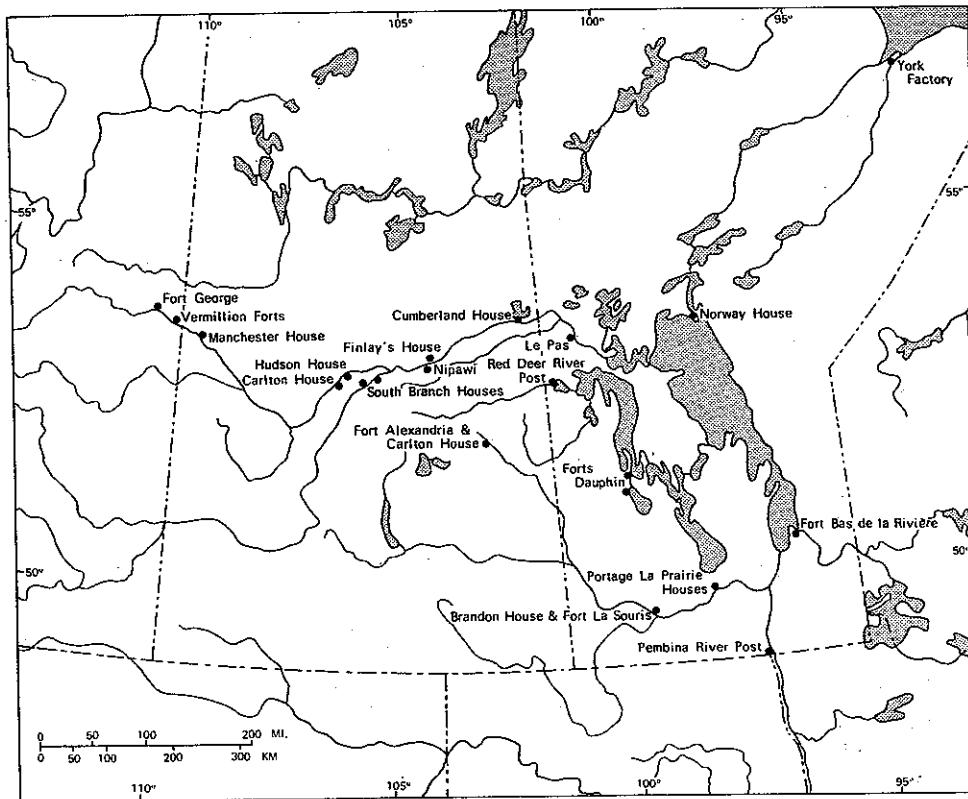 110°
105°
100°
95°
York
Factory
55°
55°
Fort George
Vermillion Forts
Manchester House
Cumberland House
Norway House
Le Pas
Finlay's House
Hudson House
Nipawi
Red Deer River
Post
Carlton House
South Branch Houses
Fort Alexandria &
Carlton House
Forts
Dauphin
Fort Bas de la Rivière
50°
50°
Portage La Prairie
Houses
Brandon House & Fort La Souris
Pembina River Post
0 50 100 200 MI.
0 50 100 200 300 KM
110°
105°
100°
95°